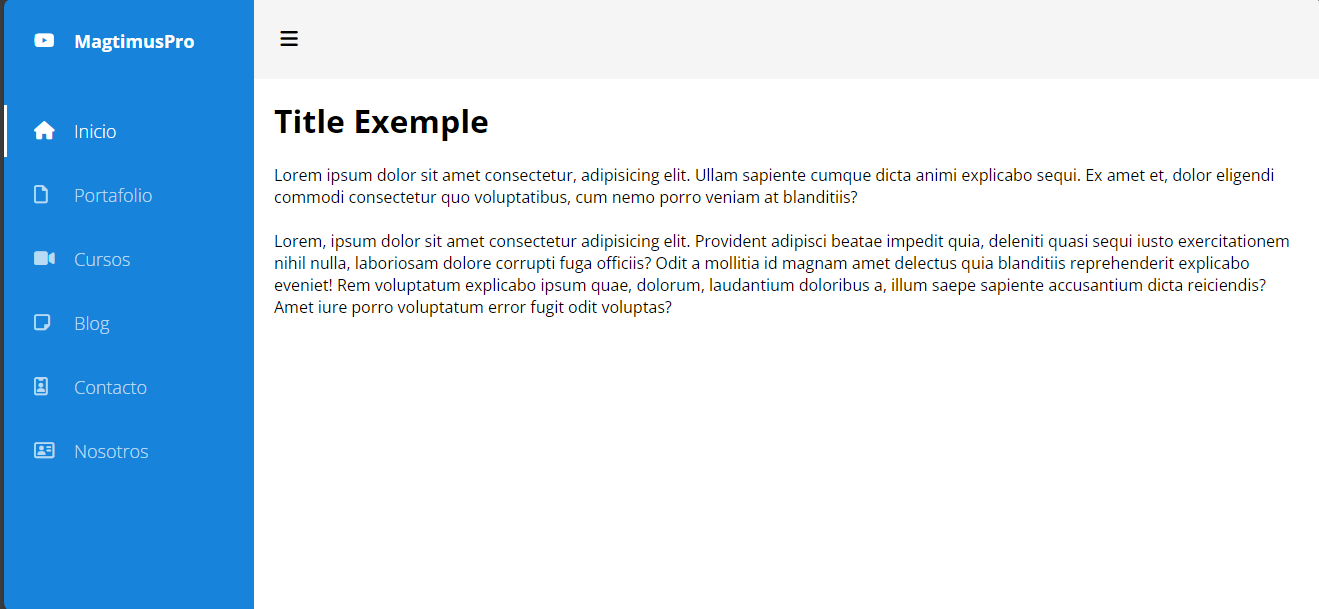 MagtimusPro
Inicio
Portafolio
Cursos
Blog
Contacto
Nosotros
Title Exemple
Lorem ipsum dolor sit amet consectetur, adipisicing elit. Ullam sapiente cumque dicta animi explicabo sequi. Ex amet et, dolor eligendi
commodi consectetur quo voluptatibus, cum nemo porro veniam at blanditiis?
Lorem, ipsum dolor sit amet consectetur adipisicing elit. Provident adipisci beatae impedit quia, deleniti quasi sequi iusto exercitationem
nihil nulla, laboriosam dolore corrupti fuga officiis? Odit a mollitia id magnam amet delectus quia blanditiis reprehenderit explicabo
eveniet! Rem voluptatum explicabo ipsum quae, dolorum, laudantium doloribus a, illum saepe sapiente accusantium dicta reiciendis?
Amet iure porro voluptatum error fugit odit voluptas?